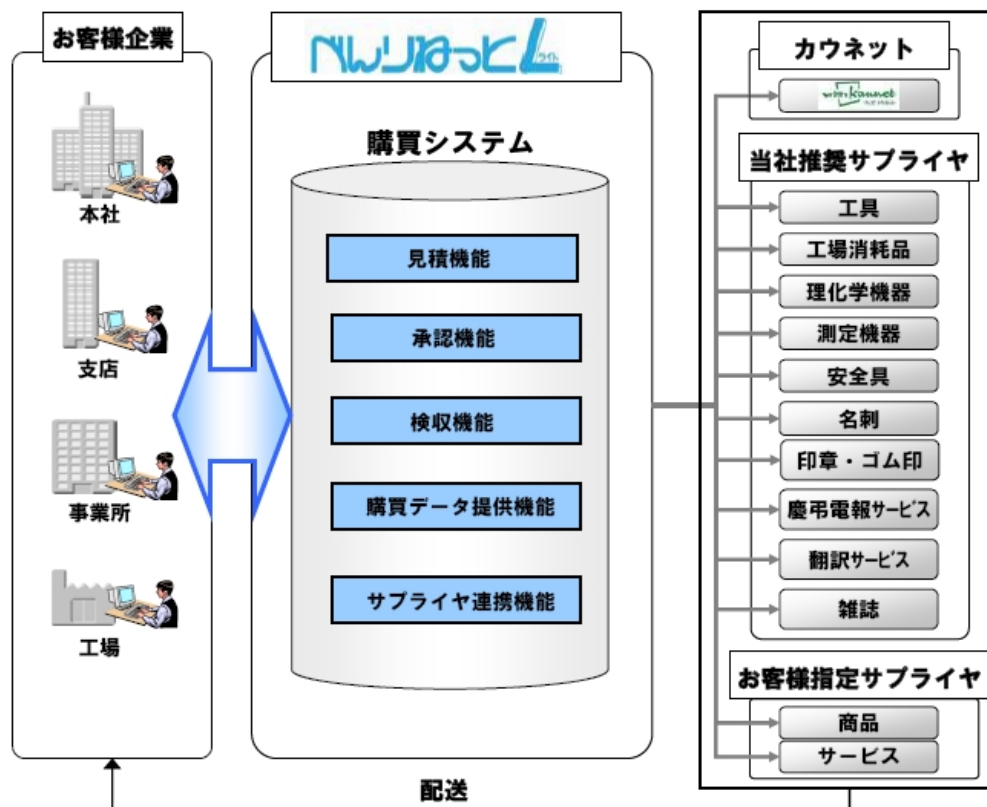 お客様企業
本社
支店
事業所
工場
べんりねっとL
ライト
購買システム
見積機能
承認機能
検収機能
購買データ提供機能
サプライヤ連携機能
配送
カウネット
kaunet
当社推奨サプライヤ
工具
工場消耗品
理化学機器
測定機器
安全具
名刺
印章・ゴム印
慶弔電報サービス
翻訳サービス
雑誌
お客様指定サプライヤ
商品
サービス